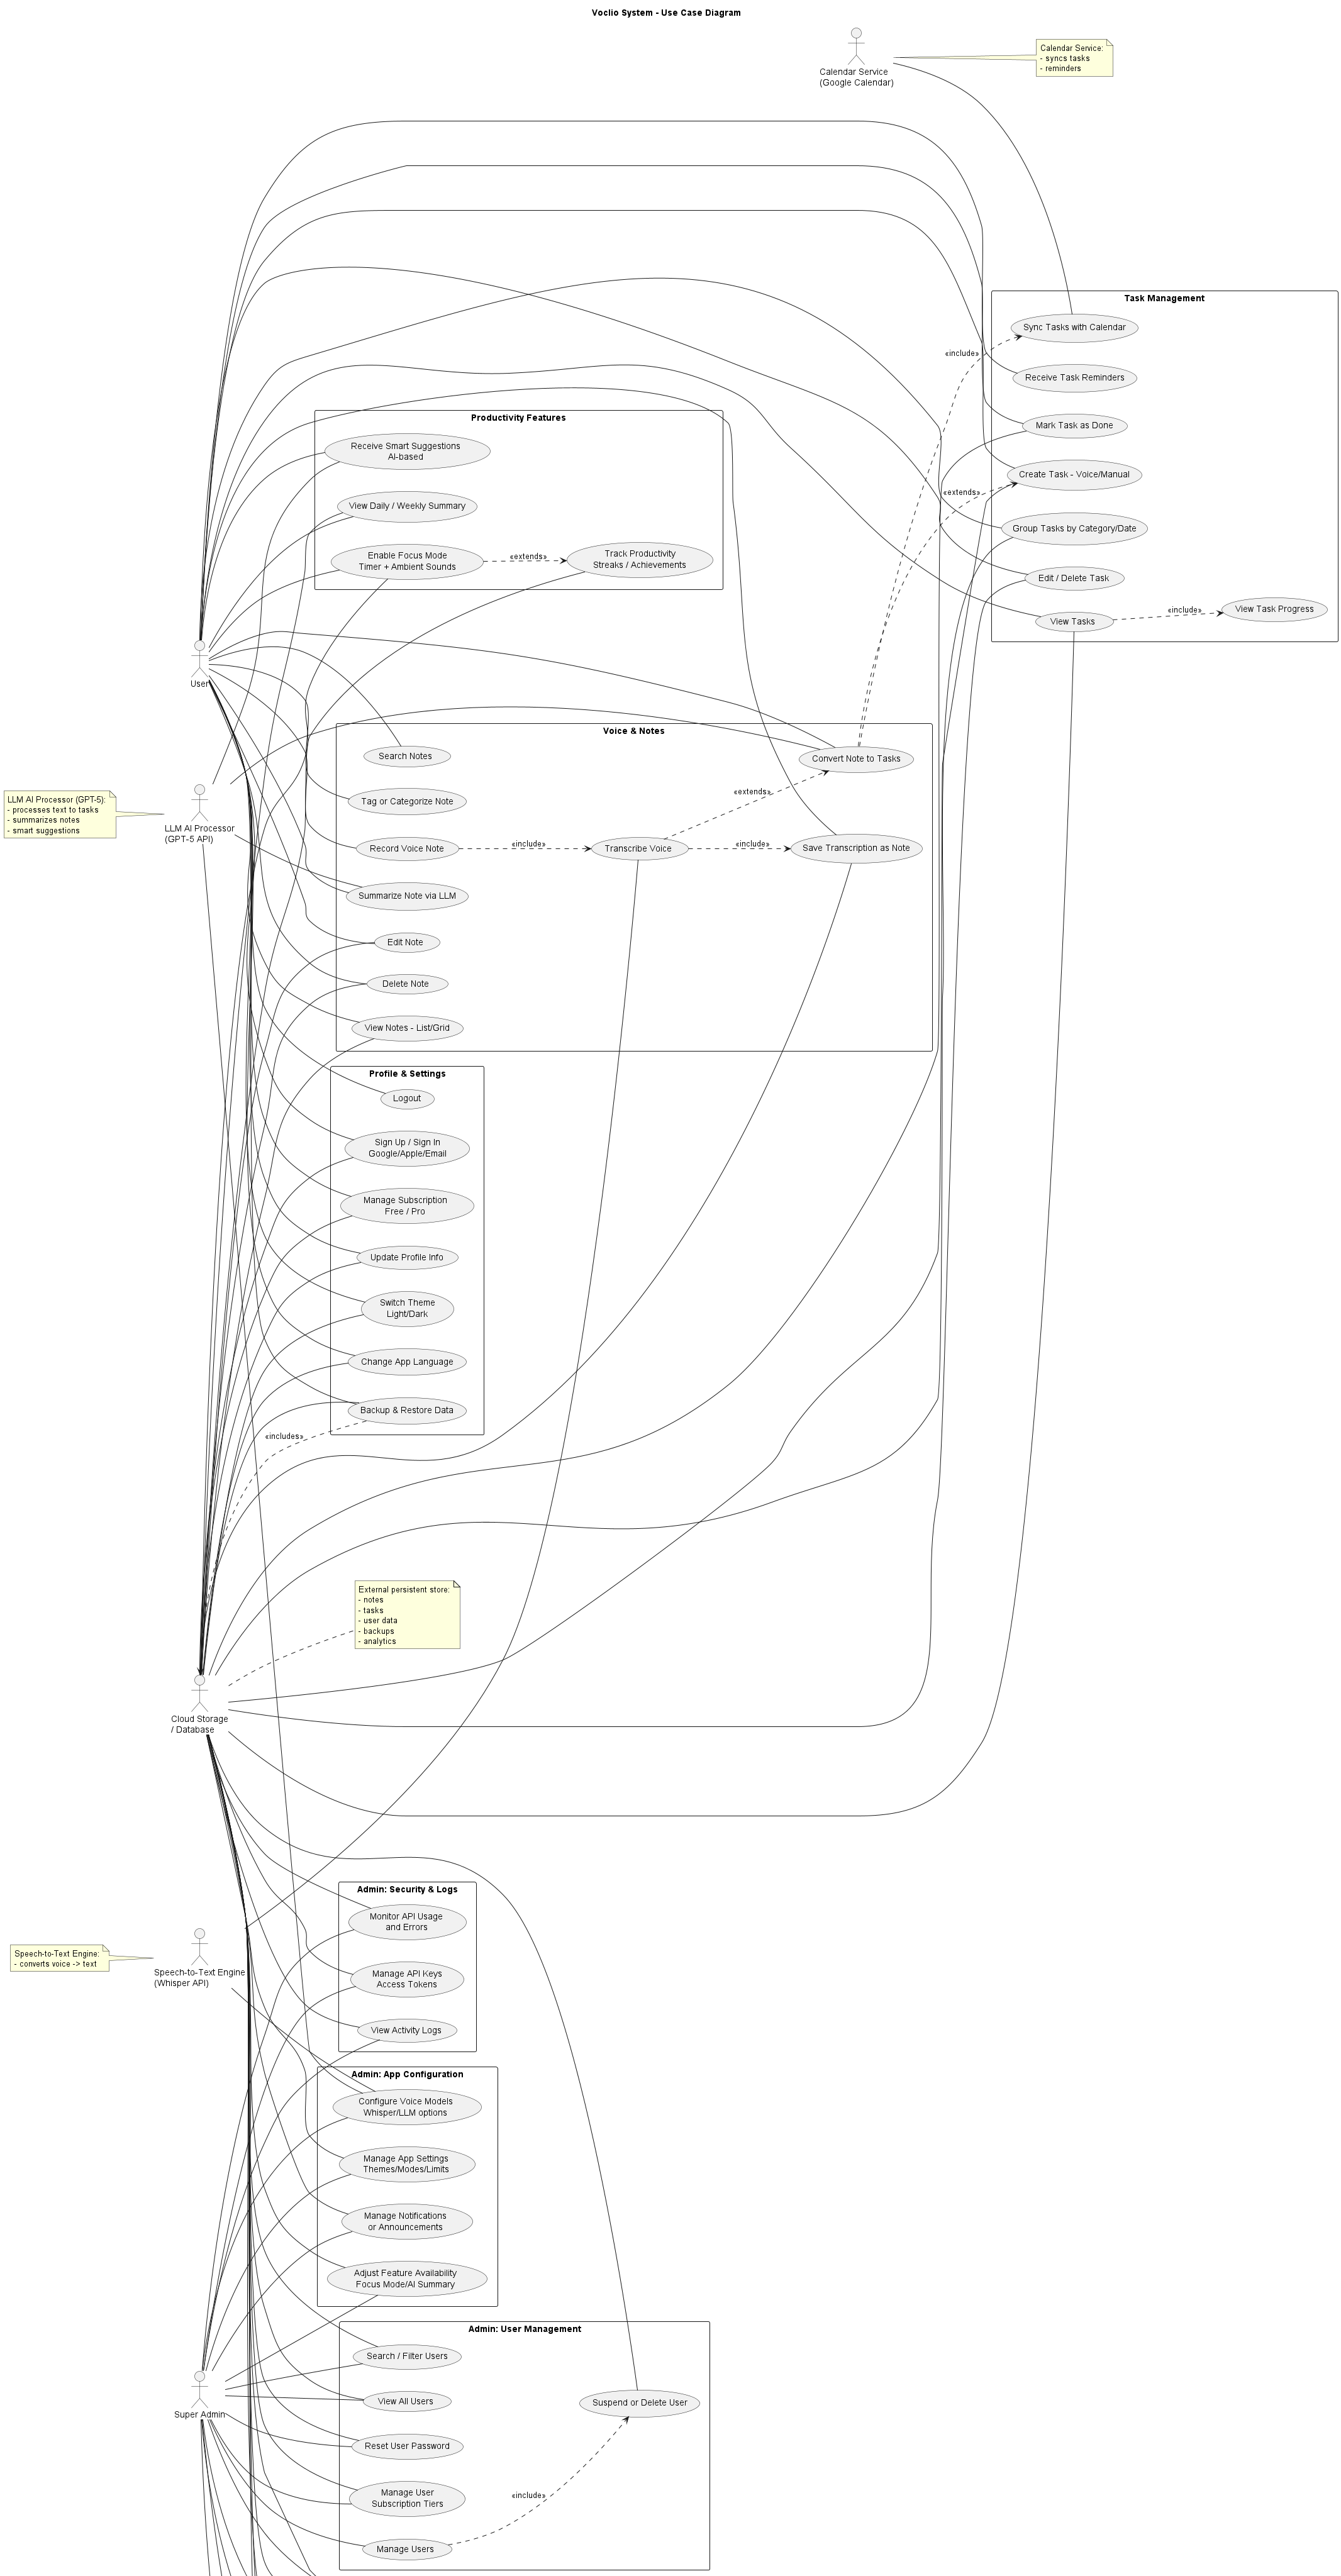 Voclio System - Use Case Diagram
Calendar Service
(Google Calendar)
Calendar Service:
- syncs tasks
- reminders
Task Management
Sync Tasks with Calendar
«include»
Receive Task Reminders
Mark Task as Done
Create Task - Voice/Manual
«extends»
Group Tasks by Category/Date
Edit / Delete Task
View Tasks
«include»
View Task Progress
Productivity Features
Receive Smart Suggestions
AI-based
View Daily / Weekly Summary
Enable Focus Mode
Timer + Ambient Sounds
«extends»
Track Productivity
Streaks / Achievements
User
Voice & Notes
Search Notes
Convert Note to Tasks
Tag or Categorize Note
«extends»
Record Voice Note
«include»
Transcribe Voice
«include»
Save Transcription as Note
Summarize Note via LLM
Edit Note
Delete Note
View Notes - List/Grid
LLM AI Processor (GPT-5):
- processes text to tasks
- summarizes notes
- smart suggestions
LLM AI Processor
(GPT-5 API)
Profile & Settings
Logout
Sign Up / Sign In
Google/Apple/Email
Manage Subscription
Free / Pro
Update Profile Info
Switch Theme
Light/Dark
Change App Language
Backup & Restore Data
«includes»
External persistent store:
- notes
- tasks
- user data
- backups
- analytics
Cloud Storage
/ Database
Admin: Security & Logs
Monitor API Usage
and Errors
Manage API Keys
Access Tokens
View Activity Logs
Speech-to-Text Engine:
- converts voice -> text
Speech-to-Text Engine
(Whisper API)
Admin: App Configuration
Configure Voice Models
Whisper/LLM options
Manage App Settings
Themes/Modes/Limits
Manage Notifications
or Announcements
Adjust Feature Availability
Focus Mode/AI Summary
Admin: User Management
Search / Filter Users
View All Users
Suspend or Delete User
Reset User Password
Manage User
Subscription Tiers
«include»
Manage Users
Super Admin